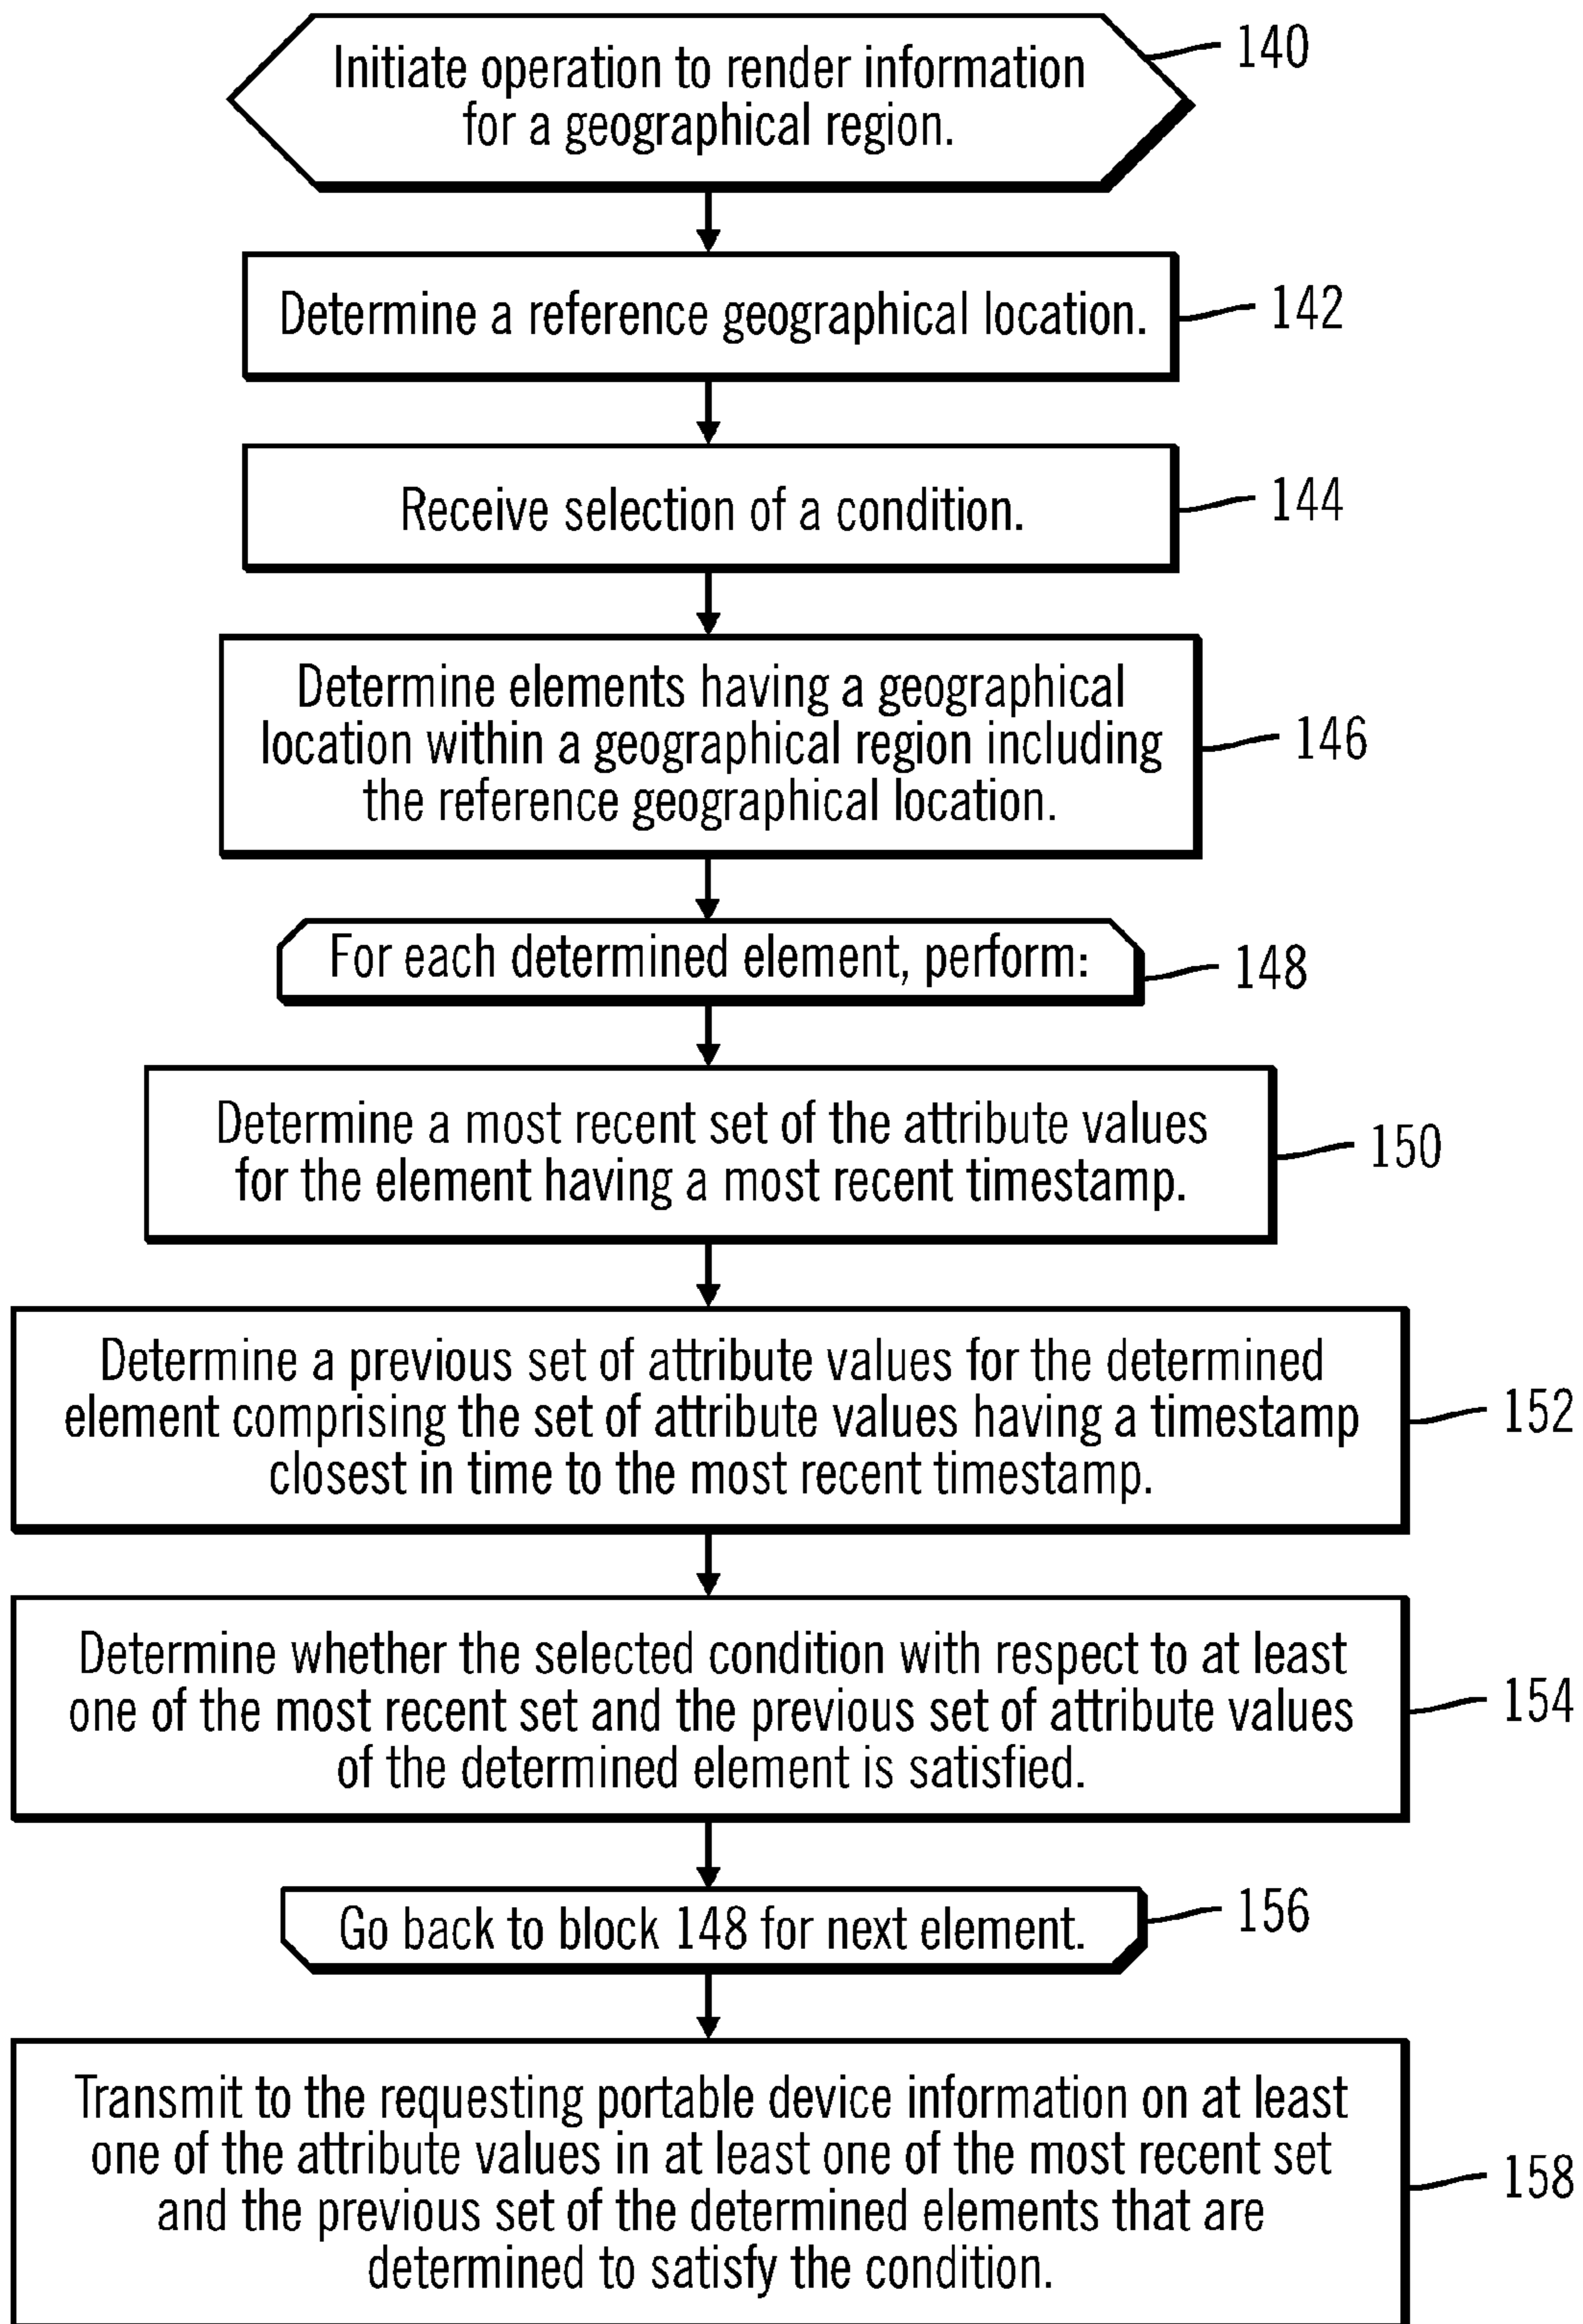 Initiate operation to render information
for a geographical region.
140
Determine a reference geographical location.
142
Receive selection of a condition.
144
Determine elements having a geographical
location within a geographical region including
the reference geographical location.
146
For each determined element, perform:
148
Determine a most recent set of the attribute values
for the element having a most recent timestamp.
150
Determine a previous set of attribute values for the determined
element comprising the set of attribute values having a timestamp
closest in time to the most recent timestamp.
152
Determine whether the selected condition with respect to at least
one of the most recent set and the previous set of attribute values
of the determined element is satisfied.
154
Go back to block 148 for next element.
156
Transmit to the requesting portable device information on at least
one of the attribute values in at least one of the most recent set
and the previous set of the determined elements that are
determined to satisfy the condition.
158